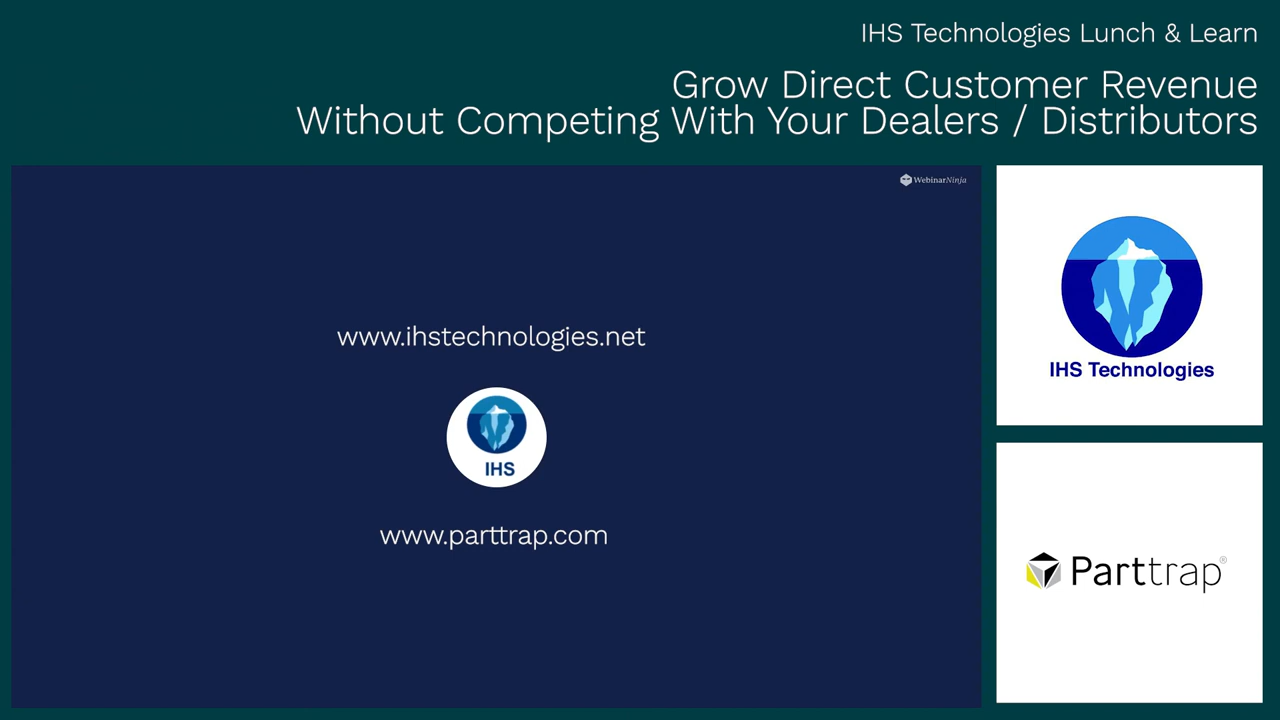 IHS Technologies Lunch & Learn
Grow Direct Customer Revenue
Without Competing With Your Dealers / Distributors
WebinarNinja
www.ihstechnologies.net
IHS
www.parttrap.com
IHS Technologies
Parttrap®